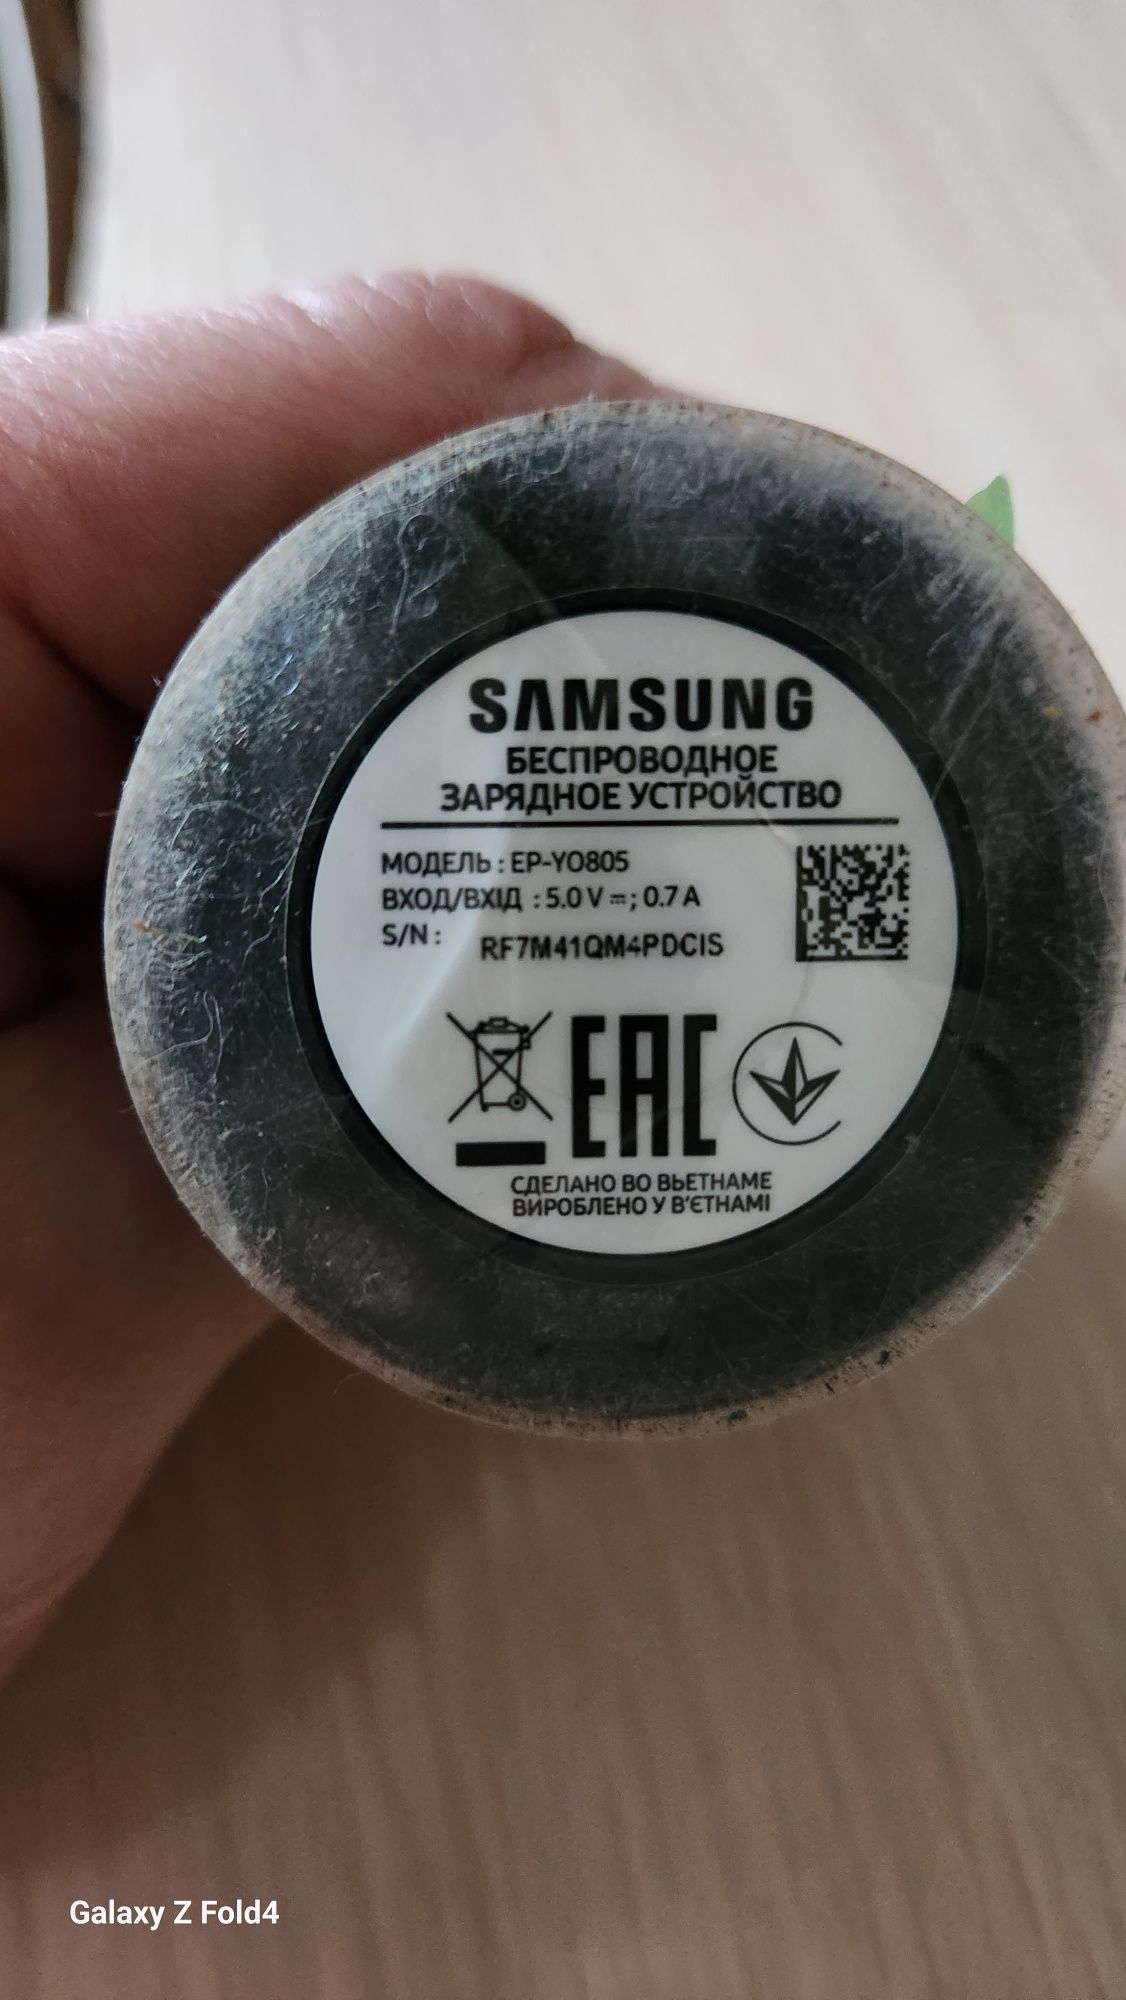 SAMSUNG
БЕСПРОВОДНОЕ
ЗАРЯДНОЕ УСТРОЙСТВО
МОДЕЛЬ : EP-YO805
ВХОД/ВХІД : 5.0 V ⎓; 0.7 A
S/N : RF7M41QM4PDCIS
EAC
СДЕЛАНО ВО ВЬЕТНАМЕ
ВИРОБЛЕНО У В'ЄТНАМІ
Galaxy Z Fold4